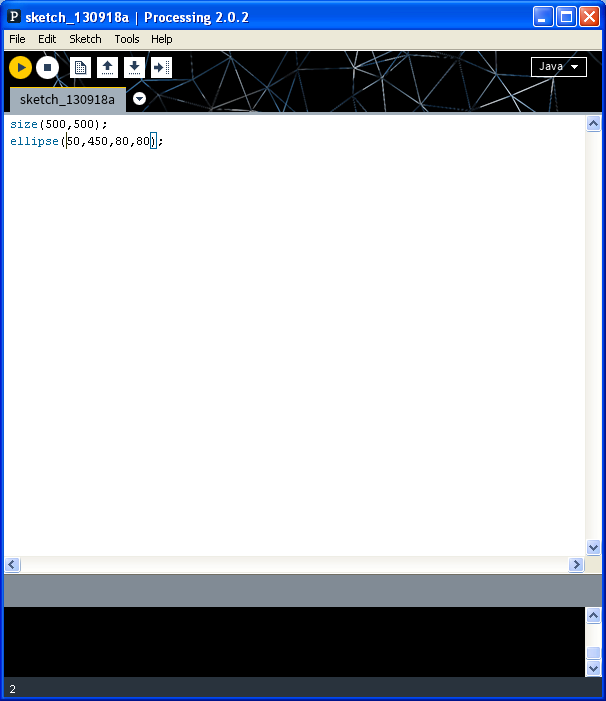 sketch_130918a | Processing 2.0.2
File Edit Sketch Tools Help
Java
sketch_130918a
size(500,500);
ellipse(50,450,80,80);
2